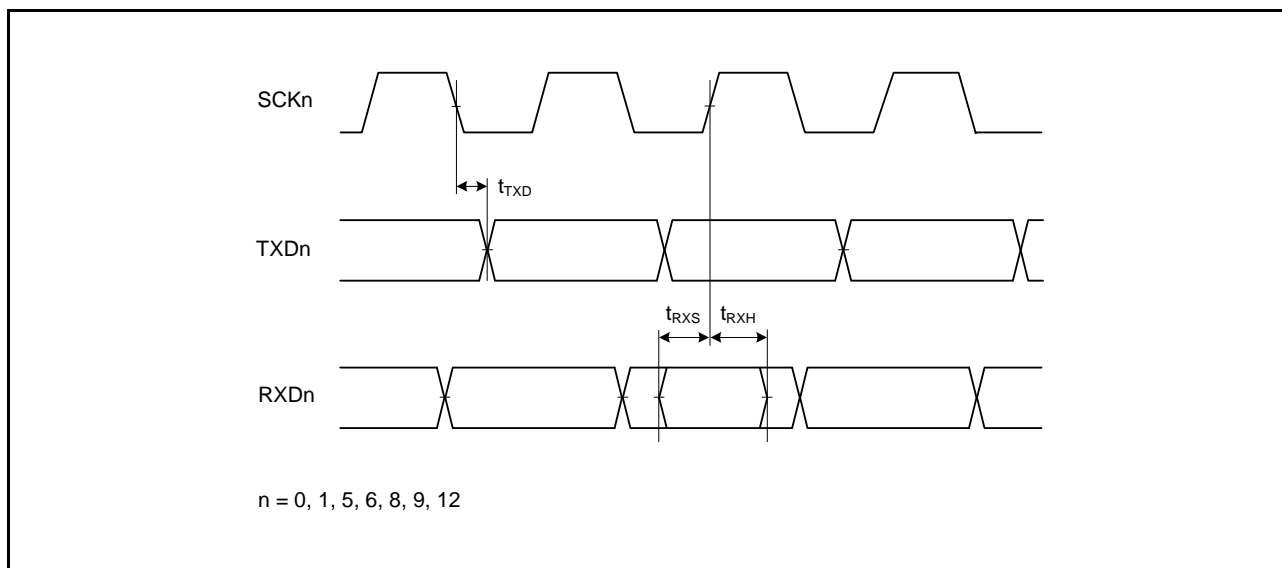 SCKn
tTXD
TXDn
tRXS tRXH
RXDn
n = 0, 1, 5, 6, 8, 9, 12